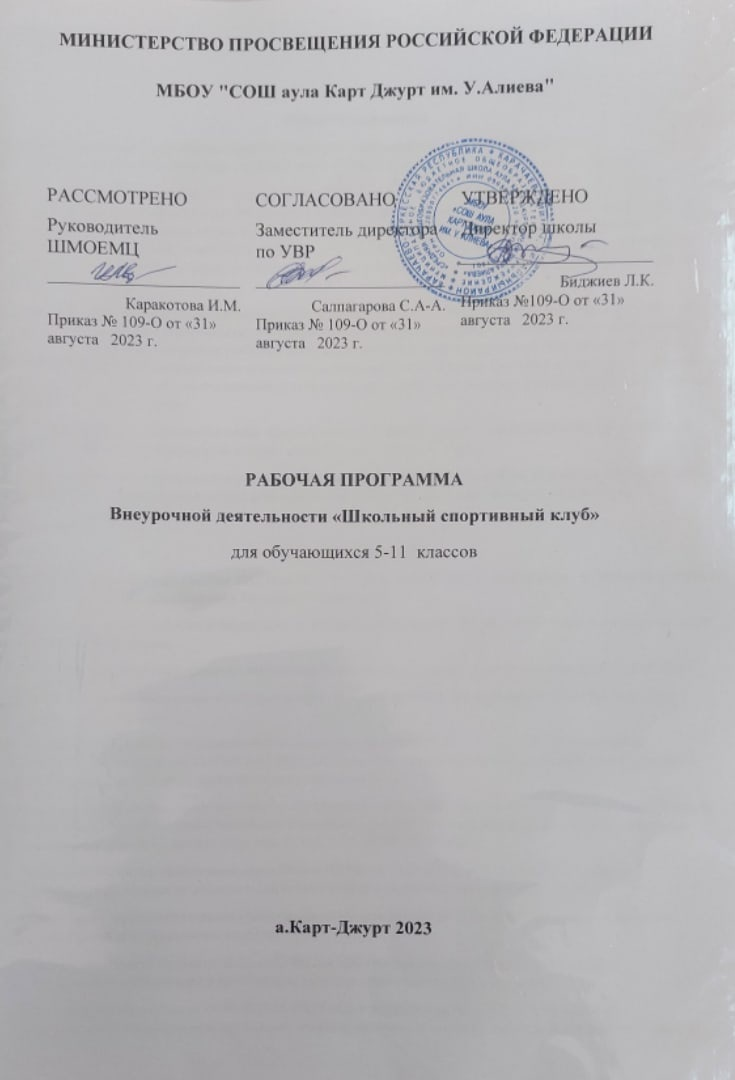 МИНИСТЕРСТВО ПРОСВЕЩЕНИЯ РОССИЙСКОЙ ФЕДЕРАЦИИ
МБОУ "СОШ аула Карт Джурт им. У.Алиева"
РАССМОТРЕНО
Руководитель
ШМОЕМЦ
Каракотова И.М.
Приказ № 109-О от «31»
августа 2023 г.
СОГЛАСОВАНО
Заместитель директора
по УВР
Салпагарова С.А-А.
Приказ № 109-О от «31»
августа 2023 г.
УТВЕРЖДЕНО
Директор школы
Биджиев Л.К.
Приказ №109-О от «31»
августа 2023 г.
РАБОЧАЯ ПРОГРАММА
Внеурочной деятельности «Школьный спортивный клуб»
для обучающихся 5-11 классов
а.Карт-Джурт 2023